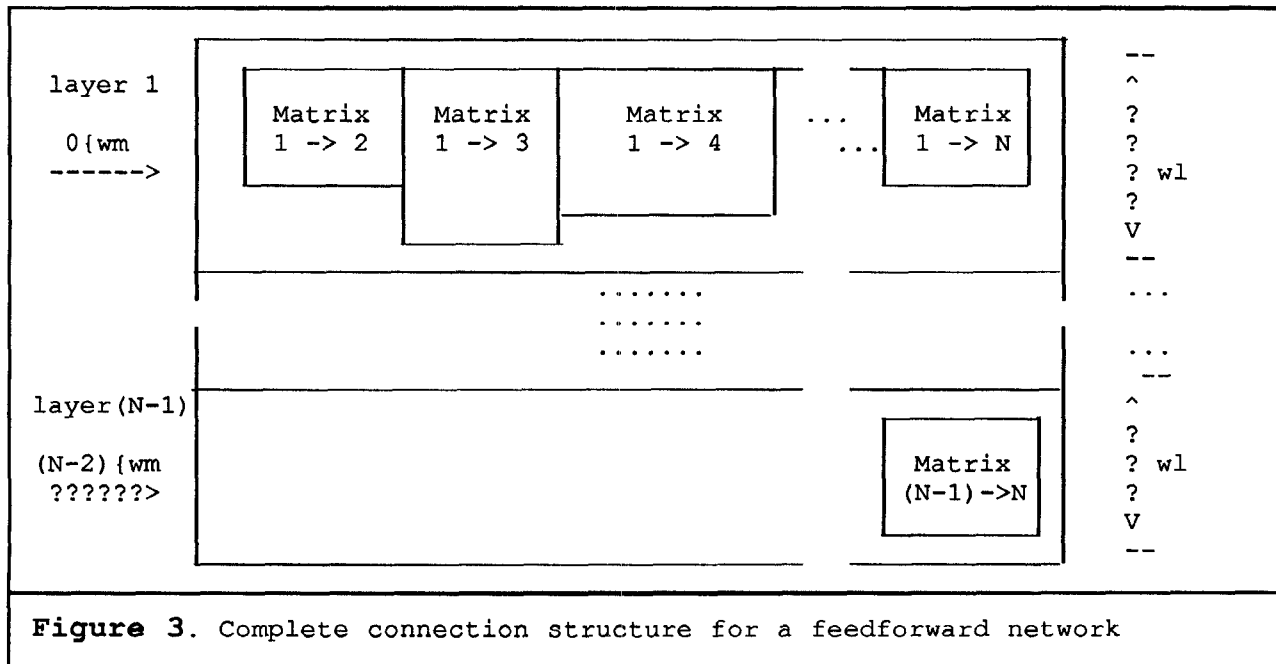 layer 1
0{wm
------>
Matrix
1 -> 2
Matrix
1 -> 3
Matrix
1 -> 4
...
...
Matrix
1 -> N
--
^
?
?
? wl
?
V
--
....... ...
.......
....... ...
--
layer(N-1)
(N-2){wm
??????>
Matrix
(N-1)->N
^
?
? wl
?
V
--
Figure 3. Complete connection structure for a feedforward network